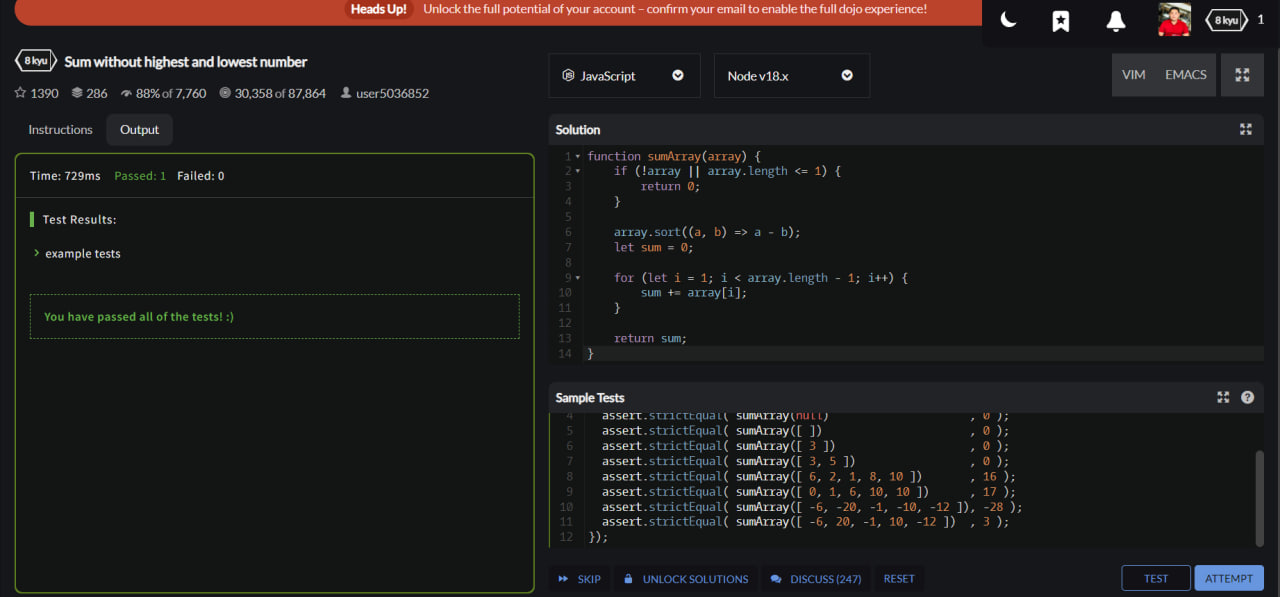 Heads Up! Unlock the full potential of your account – confirm your email to enable the full dojo experience!
8 kyu 1
8 kyu Sum without highest and lowest number
1390 286 88% of 7,760 30,358 of 87,864 user5036852
JavaScript Node v18.x VIM EMACS
Instructions Output
Time: 729ms Passed: 1 Failed: 0
Test Results:
example tests
You have passed all of the tests! :)
Solution
1 function sumArray(array) {
2 if (!array || array.length <= 1) {
3 return 0;
4 }
5
6 array.sort((a, b) => a - b);
7 let sum = 0;
8
9 for (let i = 1; i < array.length - 1; i++) {
10 sum += array[i];
11 }
12
13 return sum;
14 }
Sample Tests
4 assert.strictEqual( sumArray(null) , 0 );
5 assert.strictEqual( sumArray([ ]) , 0 );
6 assert.strictEqual( sumArray([ 3 ]) , 0 );
7 assert.strictEqual( sumArray([ 3, 5 ]) , 0 );
8 assert.strictEqual( sumArray([ 6, 2, 1, 8, 10 ]) , 16 );
9 assert.strictEqual( sumArray([ 0, 1, 6, 10, 10 ]) , 17 );
10 assert.strictEqual( sumArray([ -6, -20, -1, -10, -12 ]), -28 );
11 assert.strictEqual( sumArray([ -6, 20, -1, 10, -12 ]) , 3 );
12 });
SKIP UNLOCK SOLUTIONS DISCUSS (247) RESET TEST ATTEMPT